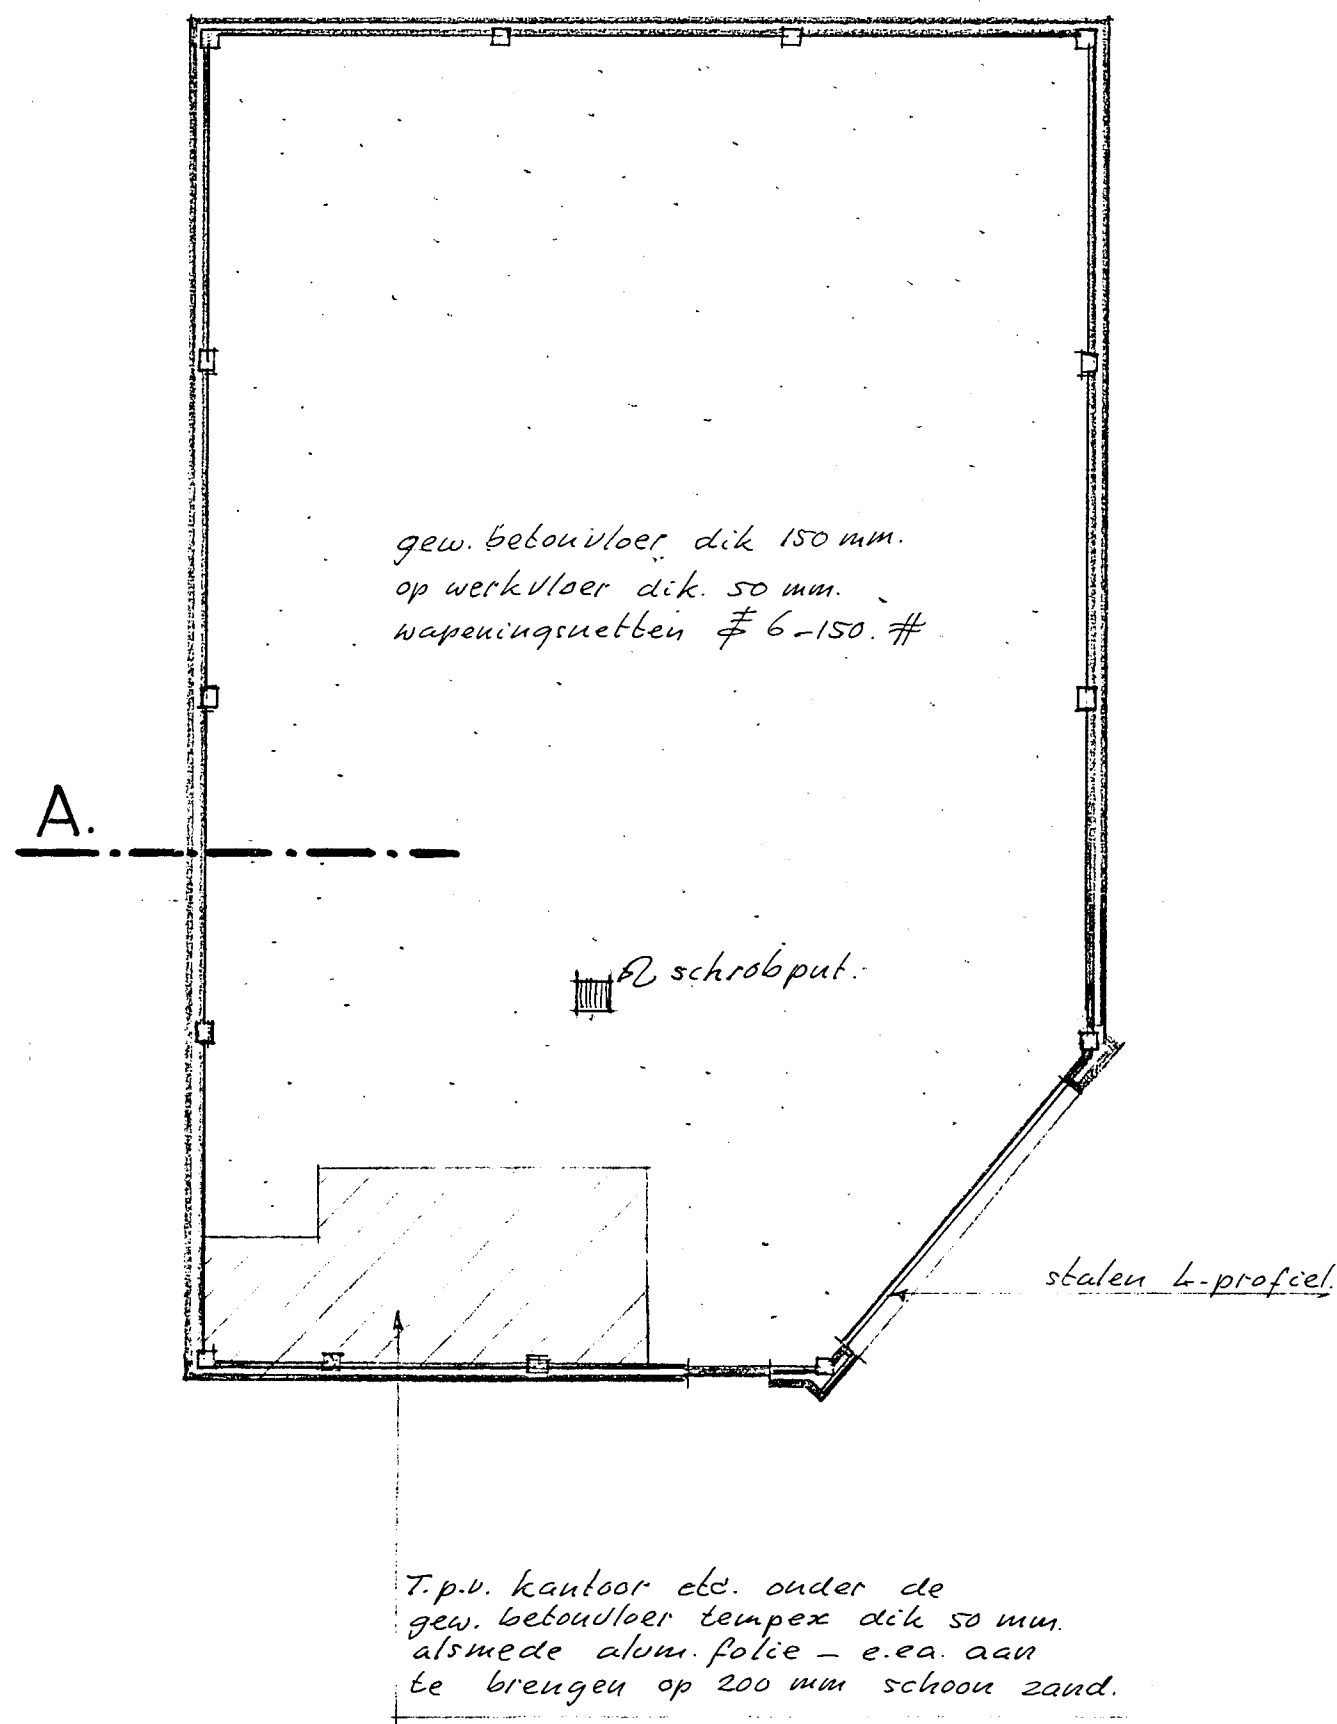 gew. betonvloer dik 150 mm.
op werkvloer dik. 50 mm.
wapeningsnetten 6-150. #
A.
schrobput.
stalen L-profiel.
T.p.v. kantoor etc. onder de
gew. betonvloer tempex dik 50 mm.
alsmede alum. folie - e.ea. aan
te brengen op 200 mm schoon zand.